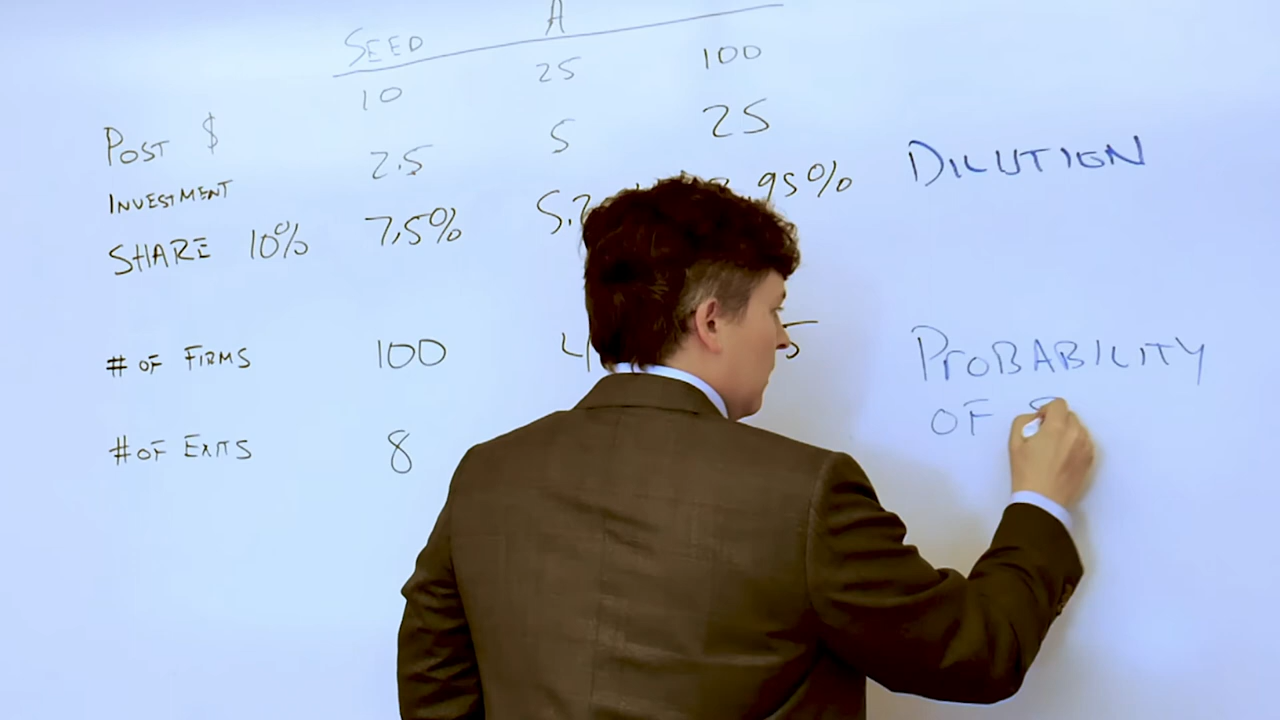 SEED A
POST $ 10 25 100
INVESTMENT 2.5 5 25
SHARE 10% 7.5% 95% DILUTION
# OF FIRMS 100 PROBABILITY
# OF EXITS 8 OF